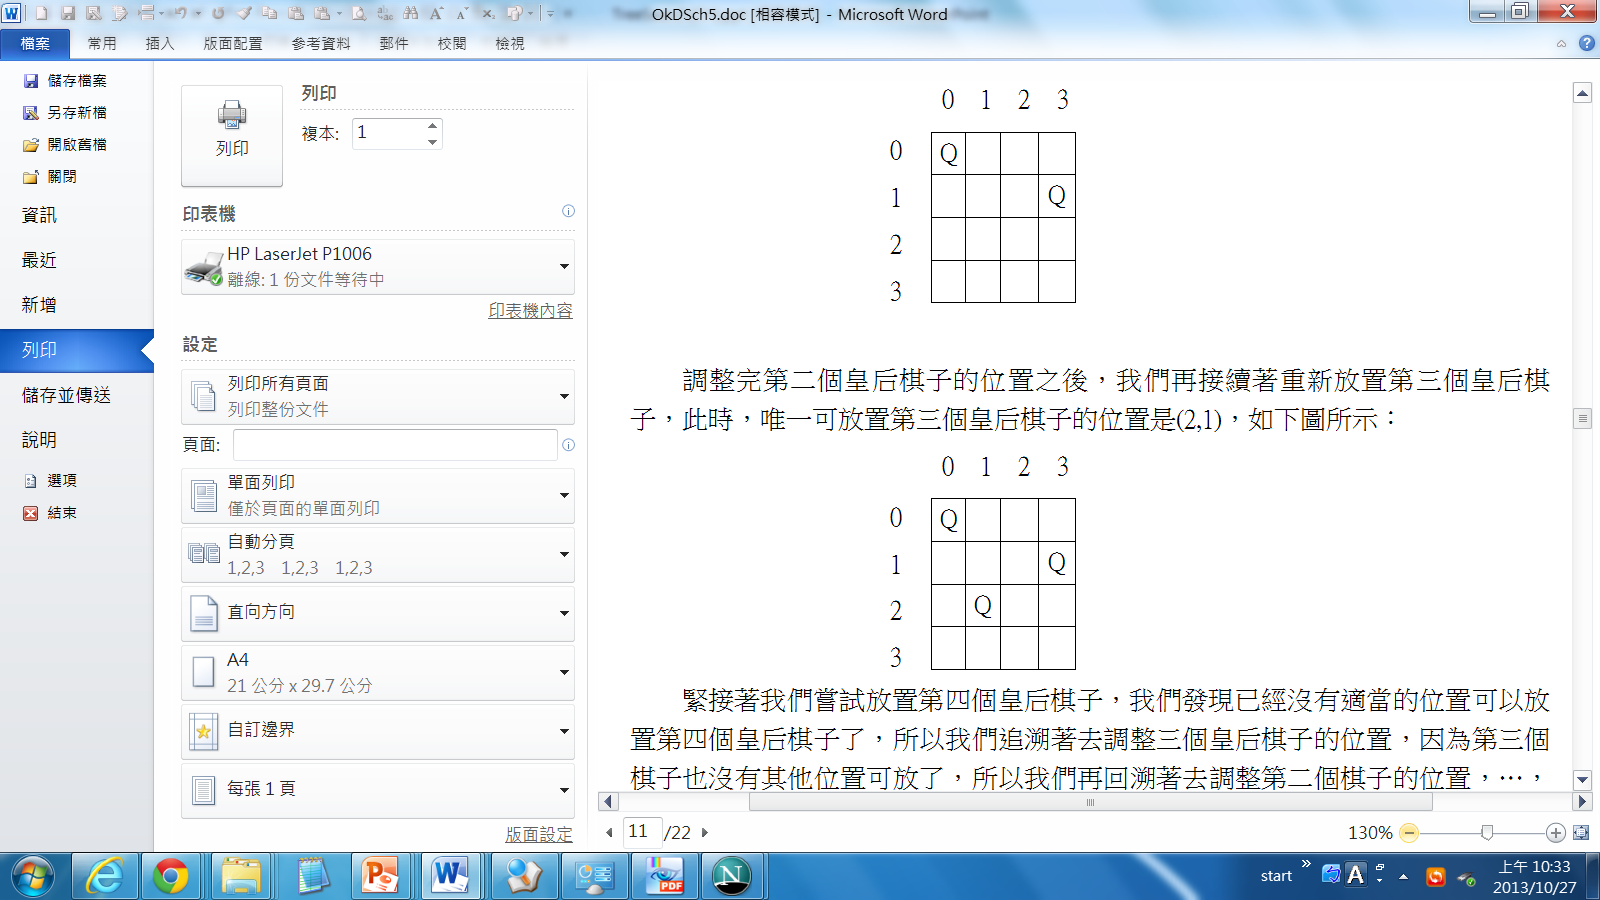 OkDSch5.doc [相容模式] - Microsoft Word
檔案 常用 插入 版面配置 參考資料 郵件 校閱 檢視
儲存檔案
另存新檔
開啟舊檔
關閉
資訊
最近
新增
列印
儲存並傳送
說明
選項
結束
列印
列印
複本: 1
印表機
HP LaserJet P1006
離線: 1 份文件等待中
印表機內容
設定
列印所有頁面
列印整份文件
頁面:
單面列印
僅於頁面的單面列印
自動分頁
1,2,3 1,2,3 1,2,3
直向方向
A4
21 公分 x 29.7 公分
自訂邊界
每張 1 頁
版面設定
0 1 2 3
0 Q
1 Q
2
3
調整完第二個皇后棋子的位置之後，我們再接續著重新放置第三個皇后棋
子，此時，唯一可放置第三個皇后棋子的位置是(2,1)，如下圖所示：
0 1 2 3
0 Q
1 Q
2 Q
3
緊接著我們嘗試放置第四個皇后棋子，我們發現已經沒有適當的位置可以放
置第四個皇后棋子了，所以我們追溯著去調整三個皇后棋子的位置，因為第三個
棋子也沒有其他位置可放了，所以我們再回溯著去調整第二個棋子的位置，…，
11 /22
130%
start
A
上午 10:33
2013/10/27